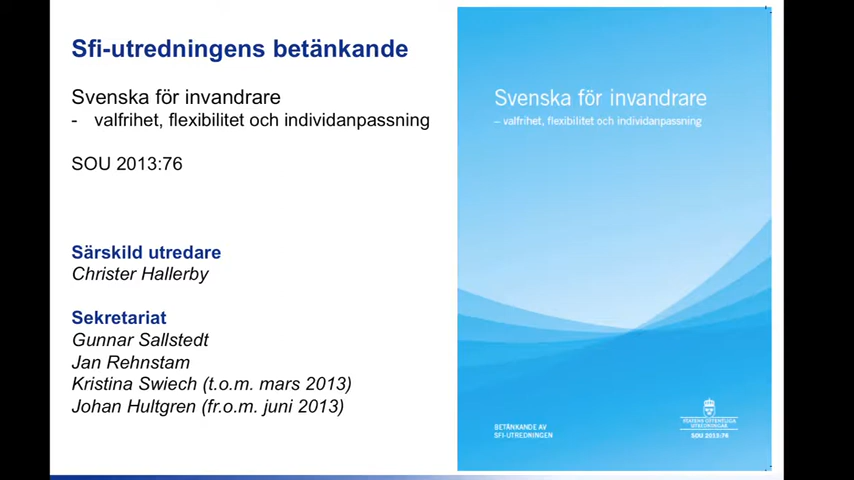 Sfi-utredningens betänkande
Svenska för invandrare
- valfrihet, flexibilitet och individanpassning
SOU 2013:76
Särskild utredare
Christer Hallerby
Sekretariat
Gunnar Sallstedt
Jan Rehnstam
Kristina Swiech (t.o.m. mars 2013)
Johan Hultgren (fr.o.m. juni 2013)
Svenska för invandrare
– valfrihet, flexibilitet och individanpassning
BETÄNKANDE AV
SFI-UTREDNINGEN
STATENS OFFENTLIGA
UTREDNINGAR
SOU 2013:76